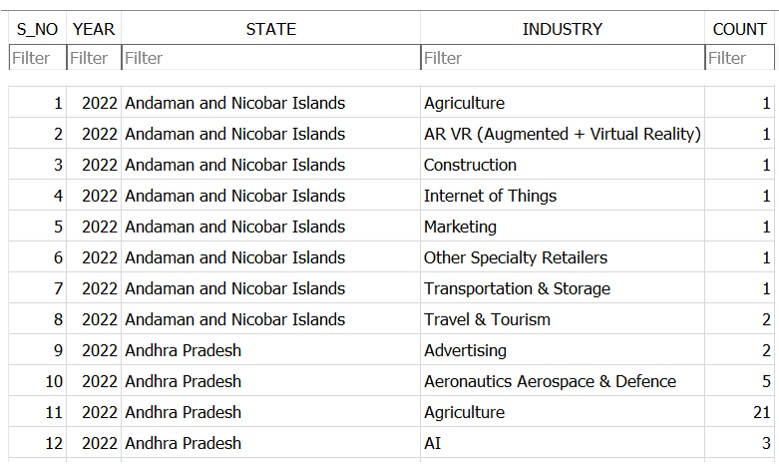 S_NO YEAR STATE INDUSTRY COUNT
Filter Filter Filter Filter Filter
1 2022 Andaman and Nicobar Islands Agriculture 1
2 2022 Andaman and Nicobar Islands AR VR (Augmented + Virtual Reality) 1
3 2022 Andaman and Nicobar Islands Construction 1
4 2022 Andaman and Nicobar Islands Internet of Things 1
5 2022 Andaman and Nicobar Islands Marketing 1
6 2022 Andaman and Nicobar Islands Other Specialty Retailers 1
7 2022 Andaman and Nicobar Islands Transportation & Storage 1
8 2022 Andaman and Nicobar Islands Travel & Tourism 2
9 2022 Andhra Pradesh Advertising 2
10 2022 Andhra Pradesh Aeronautics Aerospace & Defence 5
11 2022 Andhra Pradesh Agriculture 21
12 2022 Andhra Pradesh AI 3